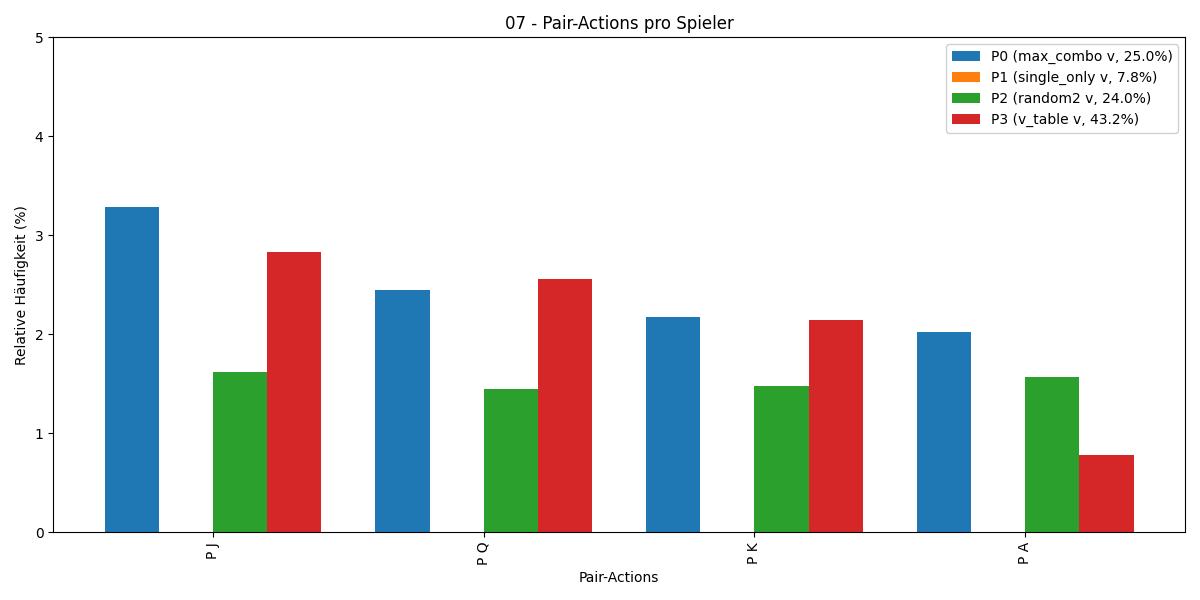 07 - Pair-Actions pro Spieler
P0 (max_combo v, 25.0%)
P1 (single_only v, 7.8%)
P2 (random2 v, 24.0%)
P3 (v_table v, 43.2%)
Relative Häufigkeit (%)
5
4
3
2
1
0
P J
P Q
P K
P A
Pair-Actions